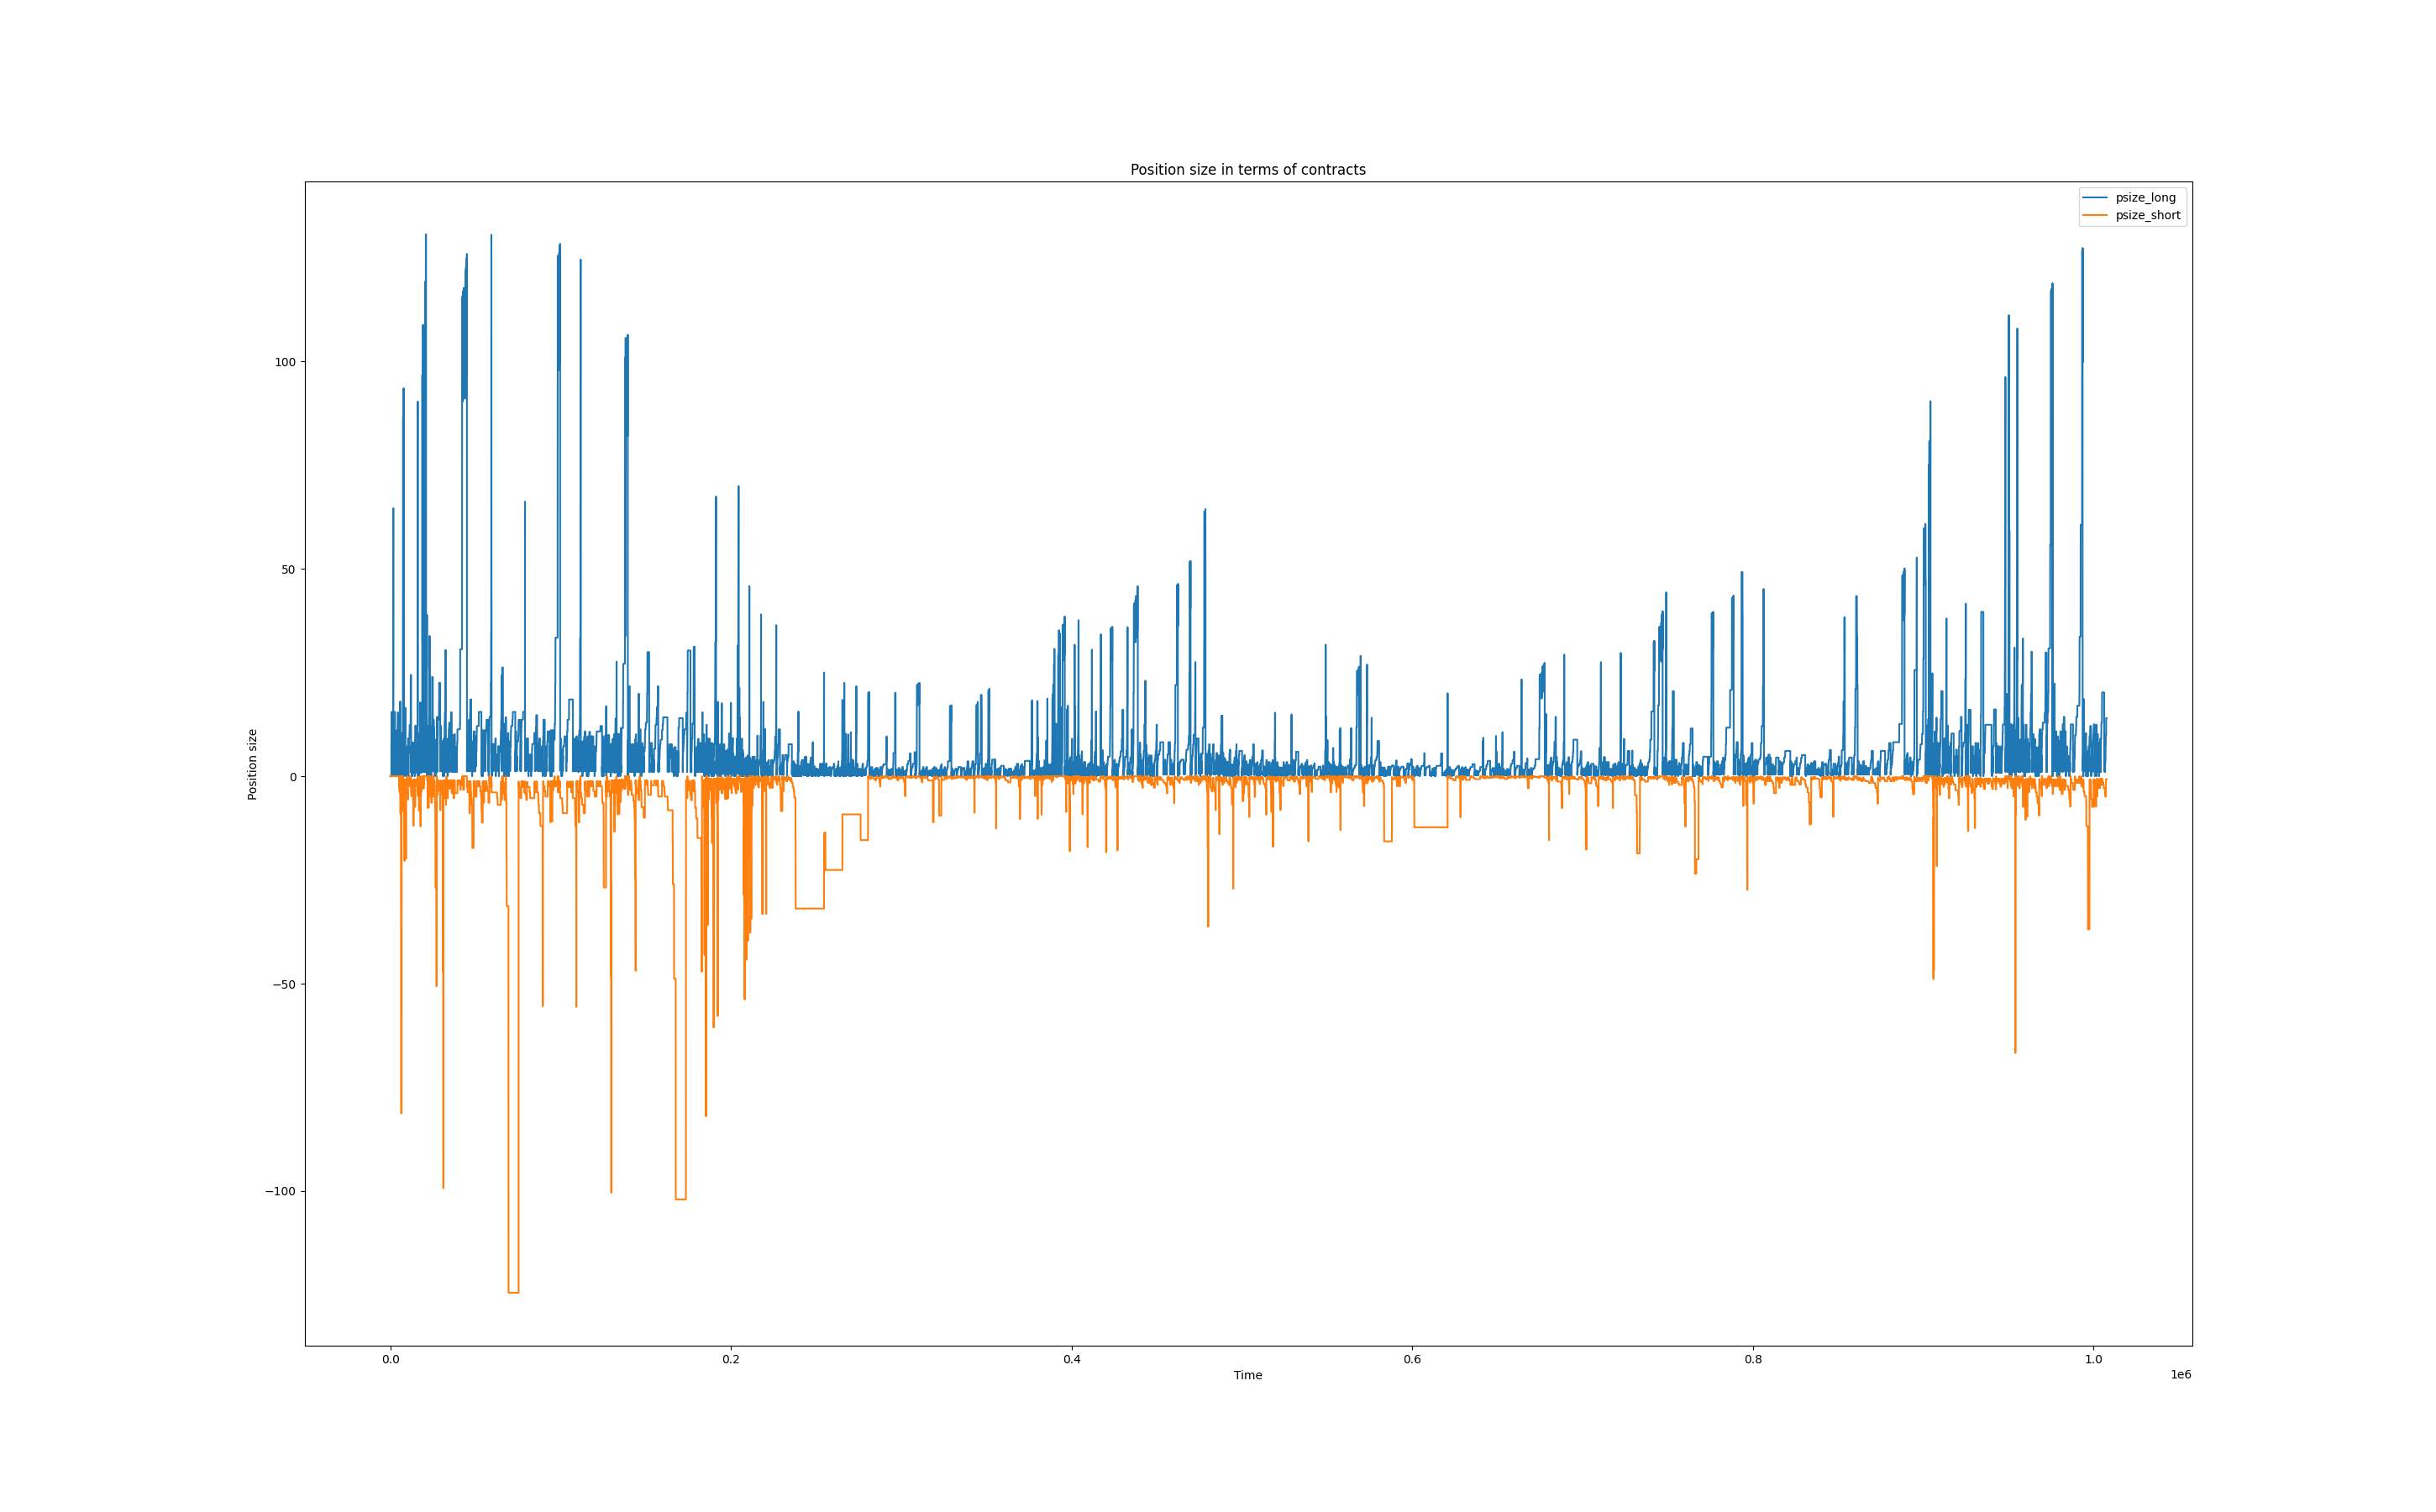 Position size in terms of contracts
psize_long
psize_short
Position size
100
50
0
−50
−100
0.0
0.2
0.4
0.6
0.8
1.0
Time
1e6